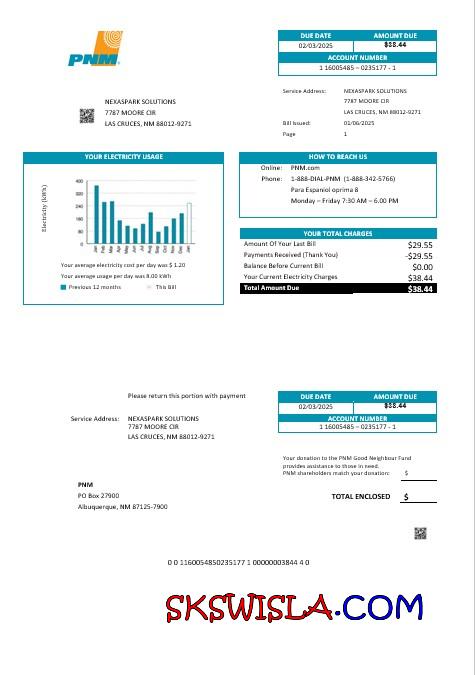 PNM
DUE DATE AMOUNT DUE
02/03/2025 $38.44
ACCOUNT NUMBER
1 16005485 – 0235177 - 1
NEXASPARK SOLUTIONS
7787 MOORE CIR
LAS CRUCES, NM 88012-9271
Service Address: NEXASPARK SOLUTIONS
7787 MOORE CIR
LAS CRUCES, NM 88012-9271
Bill Issued: 01/06/2025
Page 1
YOUR ELECTRICITY USAGE
Electricity (kWh)
400
320
240
160
80
0
Jan Feb Mar Apr May Jun Jul Aug Sep Oct Nov Dec Jan
Your average electricity cost per day was $ 1.20
Your average usage per day was 8.00 kWh
Previous 12 months This Bill
HOW TO REACH US
Online: PNM.com
Phone: 1-888-DIAL-PNM (1-888-342-5766)
Para Espaniol oprima 8
Monday – Friday 7:30 AM – 6.00 PM
YOUR TOTAL CHARGES
Amount Of Your Last Bill $29.55
Payments Received (Thank You) -$29.55
Balance Before Current Bill $0.00
Your Current Electricity Charges $38.44
Total Amount Due $38.44
Please return this portion with payment
Service Address: NEXASPARK SOLUTIONS
7787 MOORE CIR
LAS CRUCES, NM 88012-9271
DUE DATE AMOUNT DUE
02/03/2025 $38.44
ACCOUNT NUMBER
1 16005485 – 0235177 - 1
Your donation to the PNM Good Neighbour Fund
provides assistance to those in need.
PNM shareholders match your donation: $
PNM
PO Box 27900
Albuquerque, NM 87125-7900
TOTAL ENCLOSED $
0 0 1160054850235177 1 00000003844 4 0
SKSWISLA.COM